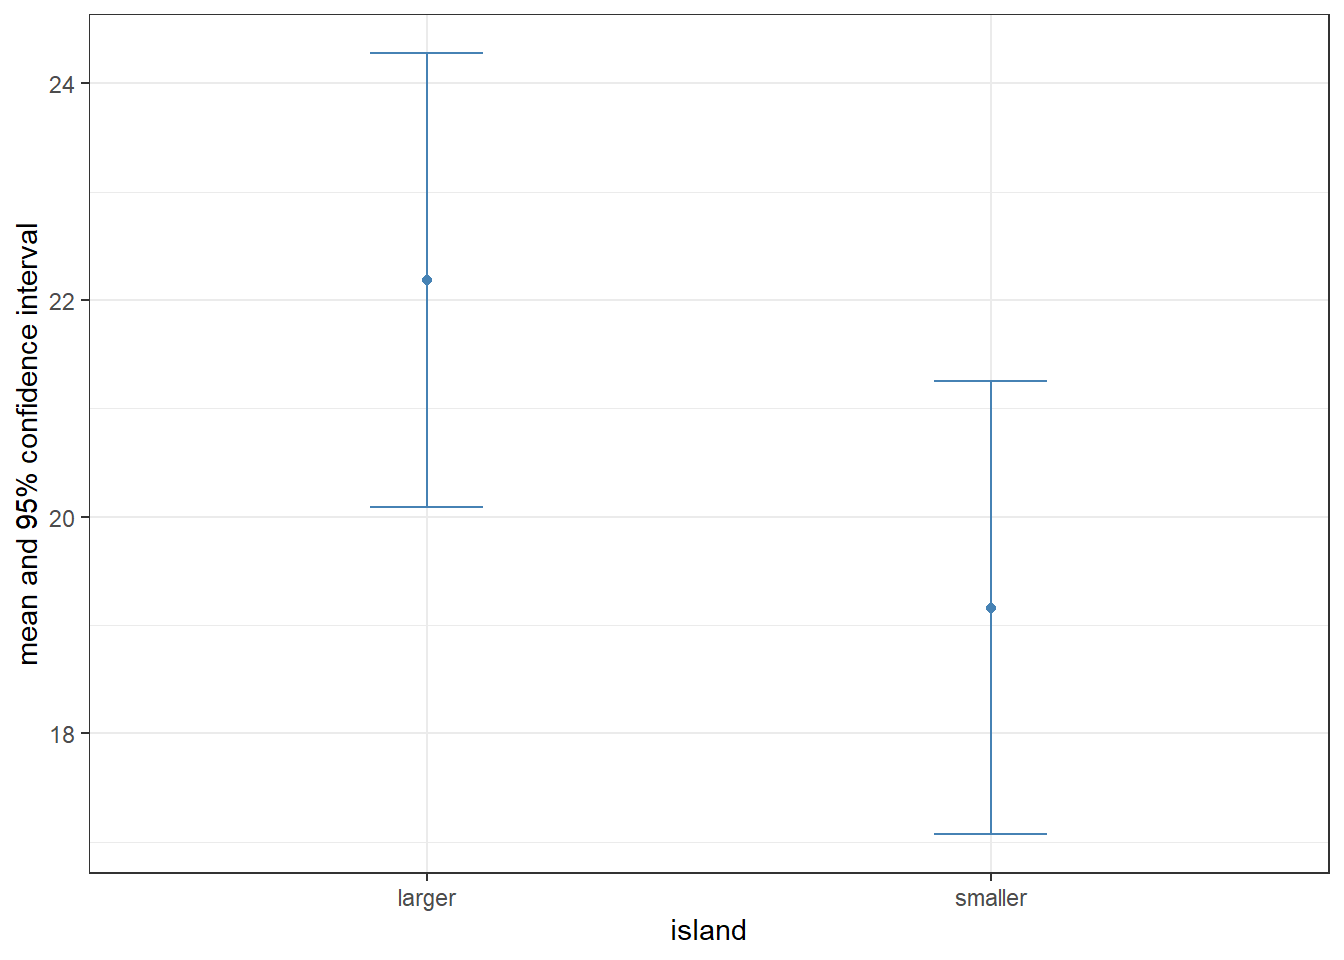 mean and 95% confidence interval
24
22
20
18
larger
smaller
island